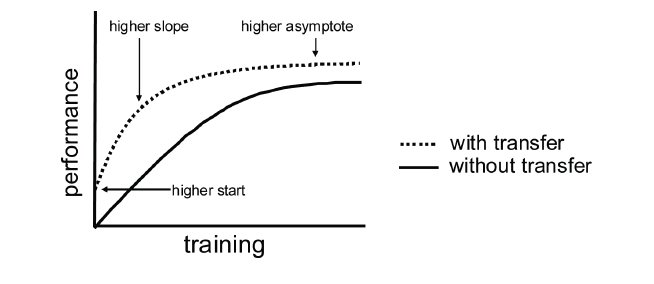 higher slope
higher asymptote
performance
higher start
training
with transfer
without transfer